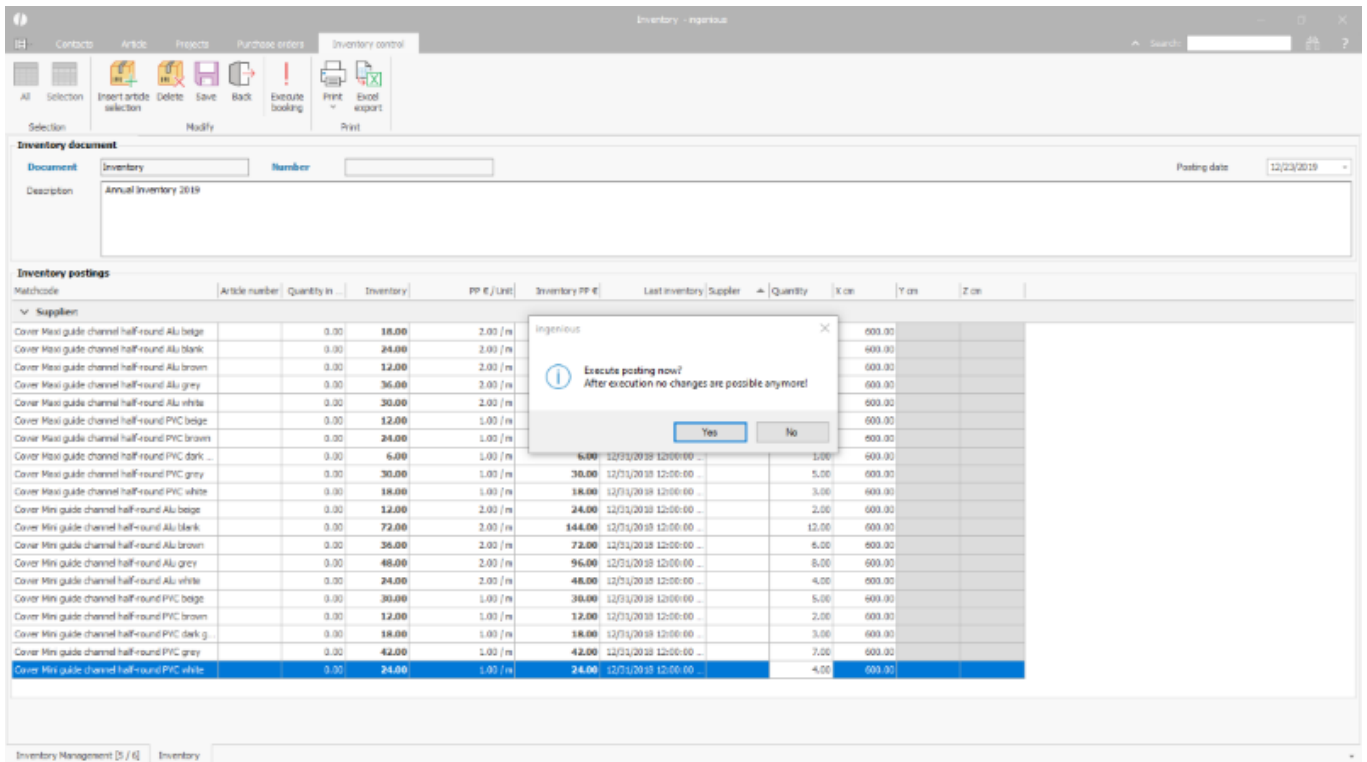 Inventory - ingenious
Contacts Article Projects Purchase orders Inventory control Search: ?
All Selection Insert article selection Delete Save Back Execute booking Print Excel export
Selection Modify Print
Inventory document
Document Inventory Number Posting date 12/23/2019
Description Annual Inventory 2019
Inventory postings
Matchcode Article number Quantity in ... Inventory PP € / Unit Inventory PP € Last inventory Supplier Quantity X cm Y cm Z cm
Supplier:
Cover Maxi guide channel half-round Alu beige 0.00 18.00 2.00 / m 600.00
Cover Maxi guide channel half-round Alu blank 0.00 24.00 2.00 / m 600.00
Cover Maxi guide channel half-round Alu brown 0.00 12.00 2.00 / m 600.00
Cover Maxi guide channel half-round Alu grey 0.00 36.00 2.00 / m 600.00
Cover Maxi guide channel half-round Alu white 0.00 30.00 2.00 / m 600.00
Cover Maxi guide channel half-round PVC beige 0.00 12.00 1.00 / m 600.00
Cover Maxi guide channel half-round PVC brown 0.00 24.00 1.00 / m 600.00
Cover Maxi guide channel half-round PVC dark ... 0.00 6.00 1.00 / m 6.00 12/31/2018 12:00:00 ... 1.00 600.00
Cover Maxi guide channel half-round PVC grey 0.00 30.00 1.00 / m 30.00 12/31/2018 12:00:00 ... 5.00 600.00
Cover Maxi guide channel half-round PVC white 0.00 18.00 1.00 / m 18.00 12/31/2018 12:00:00 ... 3.00 600.00
Cover Mini guide channel half-round Alu beige 0.00 12.00 2.00 / m 24.00 12/31/2018 12:00:00 ... 2.00 600.00
Cover Mini guide channel half-round Alu blank 0.00 72.00 2.00 / m 144.00 12/31/2018 12:00:00 ... 12.00 600.00
Cover Mini guide channel half-round Alu brown 0.00 36.00 2.00 / m 72.00 12/31/2018 12:00:00 ... 6.00 600.00
Cover Mini guide channel half-round Alu grey 0.00 48.00 2.00 / m 96.00 12/31/2018 12:00:00 ... 8.00 600.00
Cover Mini guide channel half-round Alu white 0.00 24.00 2.00 / m 48.00 12/31/2018 12:00:00 ... 4.00 600.00
Cover Mini guide channel half-round PVC beige 0.00 30.00 1.00 / m 30.00 12/31/2018 12:00:00 ... 5.00 600.00
Cover Mini guide channel half-round PVC brown 0.00 12.00 1.00 / m 12.00 12/31/2018 12:00:00 ... 2.00 600.00
Cover Mini guide channel half-round PVC dark g... 0.00 18.00 1.00 / m 18.00 12/31/2018 12:00:00 ... 3.00 600.00
Cover Mini guide channel half-round PVC grey 0.00 42.00 1.00 / m 42.00 12/31/2018 12:00:00 ... 7.00 600.00
Cover Mini guide channel half-round PVC white 0.00 24.00 1.00 / m 24.00 12/31/2018 12:00:00 ... 4.00 600.00
ingenious
Execute posting now?
After execution no changes are possible anymore!
Yes No
Inventory Management [5 / 6] Inventory